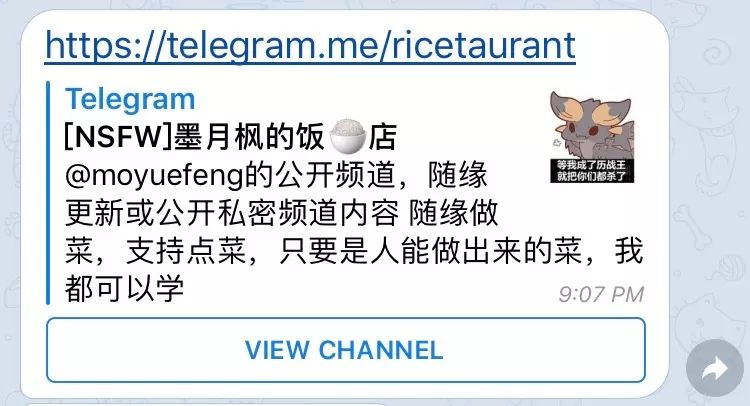 https://telegram.me/ricetaurant
Telegram
[NSFW]墨月枫的饭🍚店
@moyuefeng的公开频道，随缘
更新或公开私密频道内容 随缘做
菜，支持点菜，只要是人能做出来的菜，我
都可以学
等我成了历战王
就把你们都杀了
9:07 PM
VIEW CHANNEL